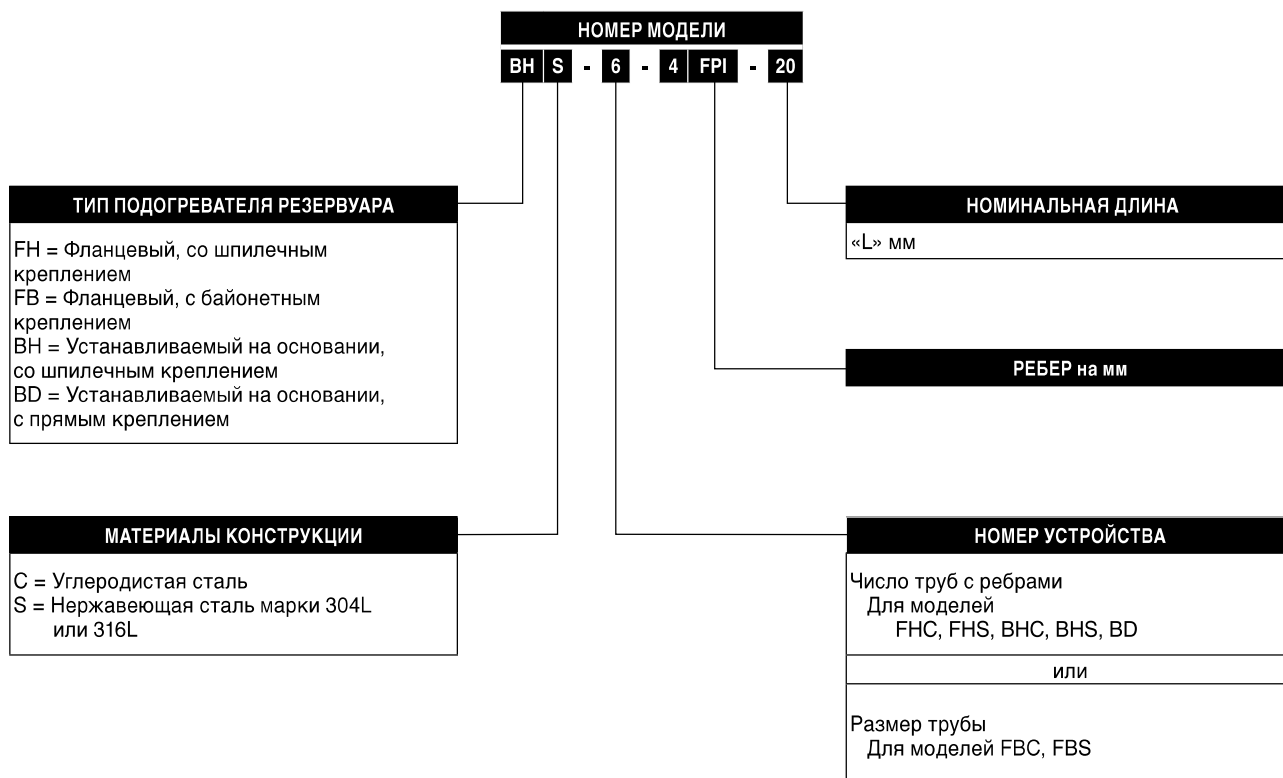 НОМЕР МОДЕЛИ
BH S - 6 - 4 FPI - 20
ТИП ПОДОГРЕВАТЕЛЯ РЕЗЕРВУАРА
FH = Фланцевый, со шпилечным
креплением
FB = Фланцевый, с байонетным
креплением
BH = Устанавливаемый на основании,
со шпилечным креплением
BD = Устанавливаемый на основании,
с прямым креплением
НОМИНАЛЬНАЯ ДЛИНА
«L» мм
РЕБЕР на мм
МАТЕРИАЛЫ КОНСТРУКЦИИ
C = Углеродистая сталь
S = Нержавеющая сталь марки 304L
или 316L
НОМЕР УСТРОЙСТВА
Число труб с ребрами
Для моделей
FHC, FHS, BHC, BHS, BD
или
Размер трубы
Для моделей FBC, FBS